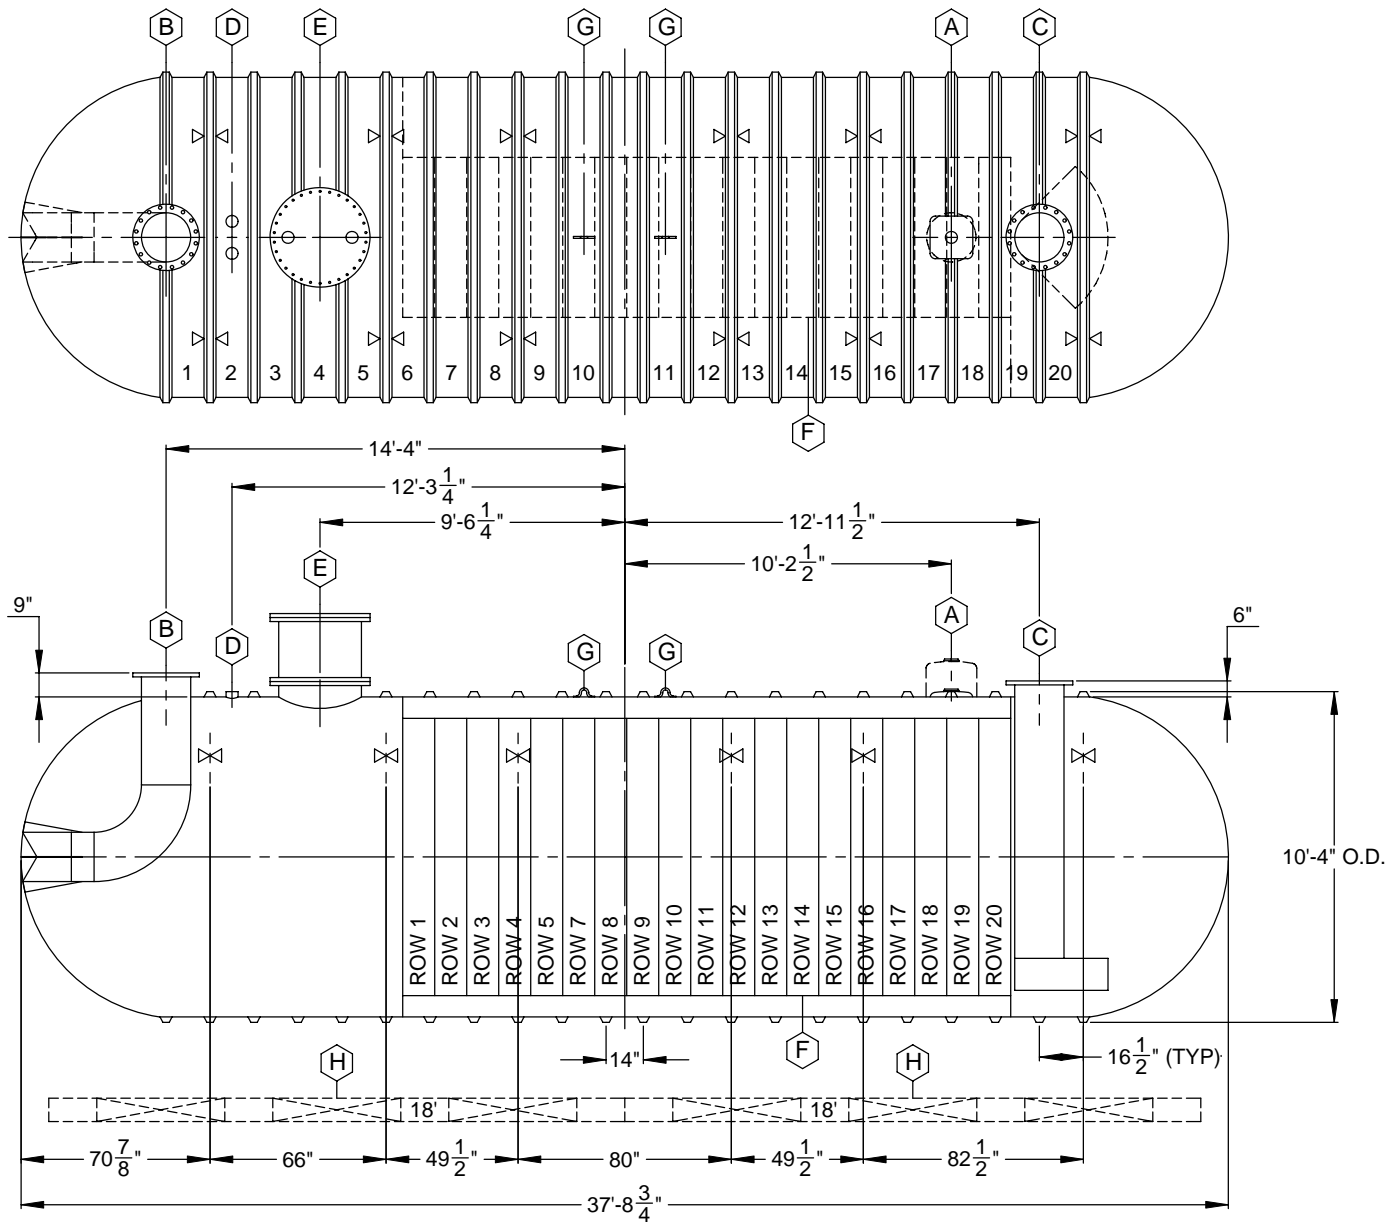 B D E G G A C
1 2 3 4 5 6 7 8 9 10 11 12 13 14 15 16 17 18 19 20
F
14'-4"
12'-3 1/4"
9'-6 1/4" 12'-11 1/2"
10'-2 1/2"
E
9" B D G G A C 6"
10'-4" O.D.
ROW 1 ROW 2 ROW 3 ROW 4 ROW 5 ROW 7 ROW 8 ROW 9 ROW 10 ROW 11 ROW 12 ROW 13 ROW 14 ROW 15 ROW 16 ROW 17 ROW 18 ROW 19 ROW 20
H 14" F H 16 1/2" (TYP)
18' 18'
70 7/8" 66" 49 1/2" 80" 49 1/2" 82 1/2"
37'-8 3/4"